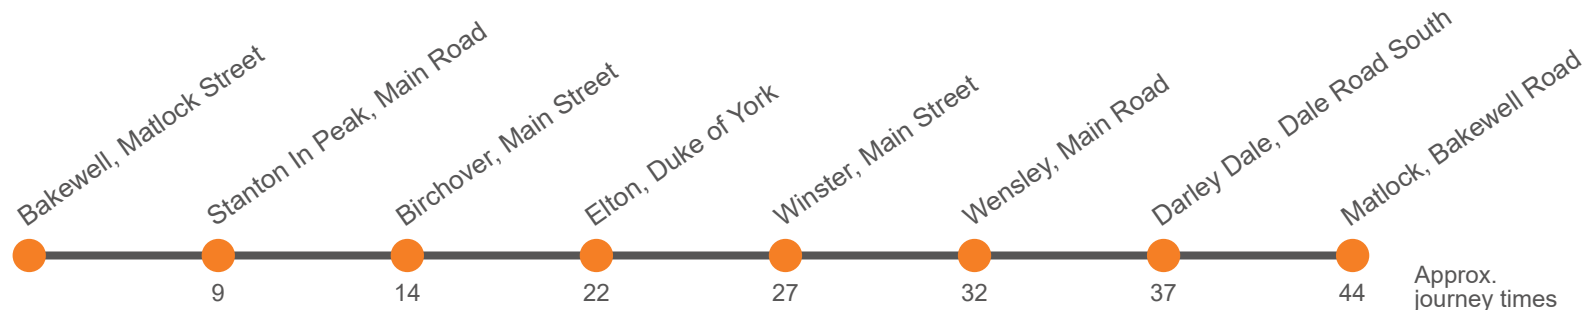 Bakewell, Matlock Street
Stanton In Peak, Main Road
Birchover, Main Street
Elton, Duke of York
Winster, Main Street
Wensley, Main Road
Darley Dale, Dale Road South
Matlock, Bakewell Road
9
14
22
27
32
37
44
Approx.
journey times